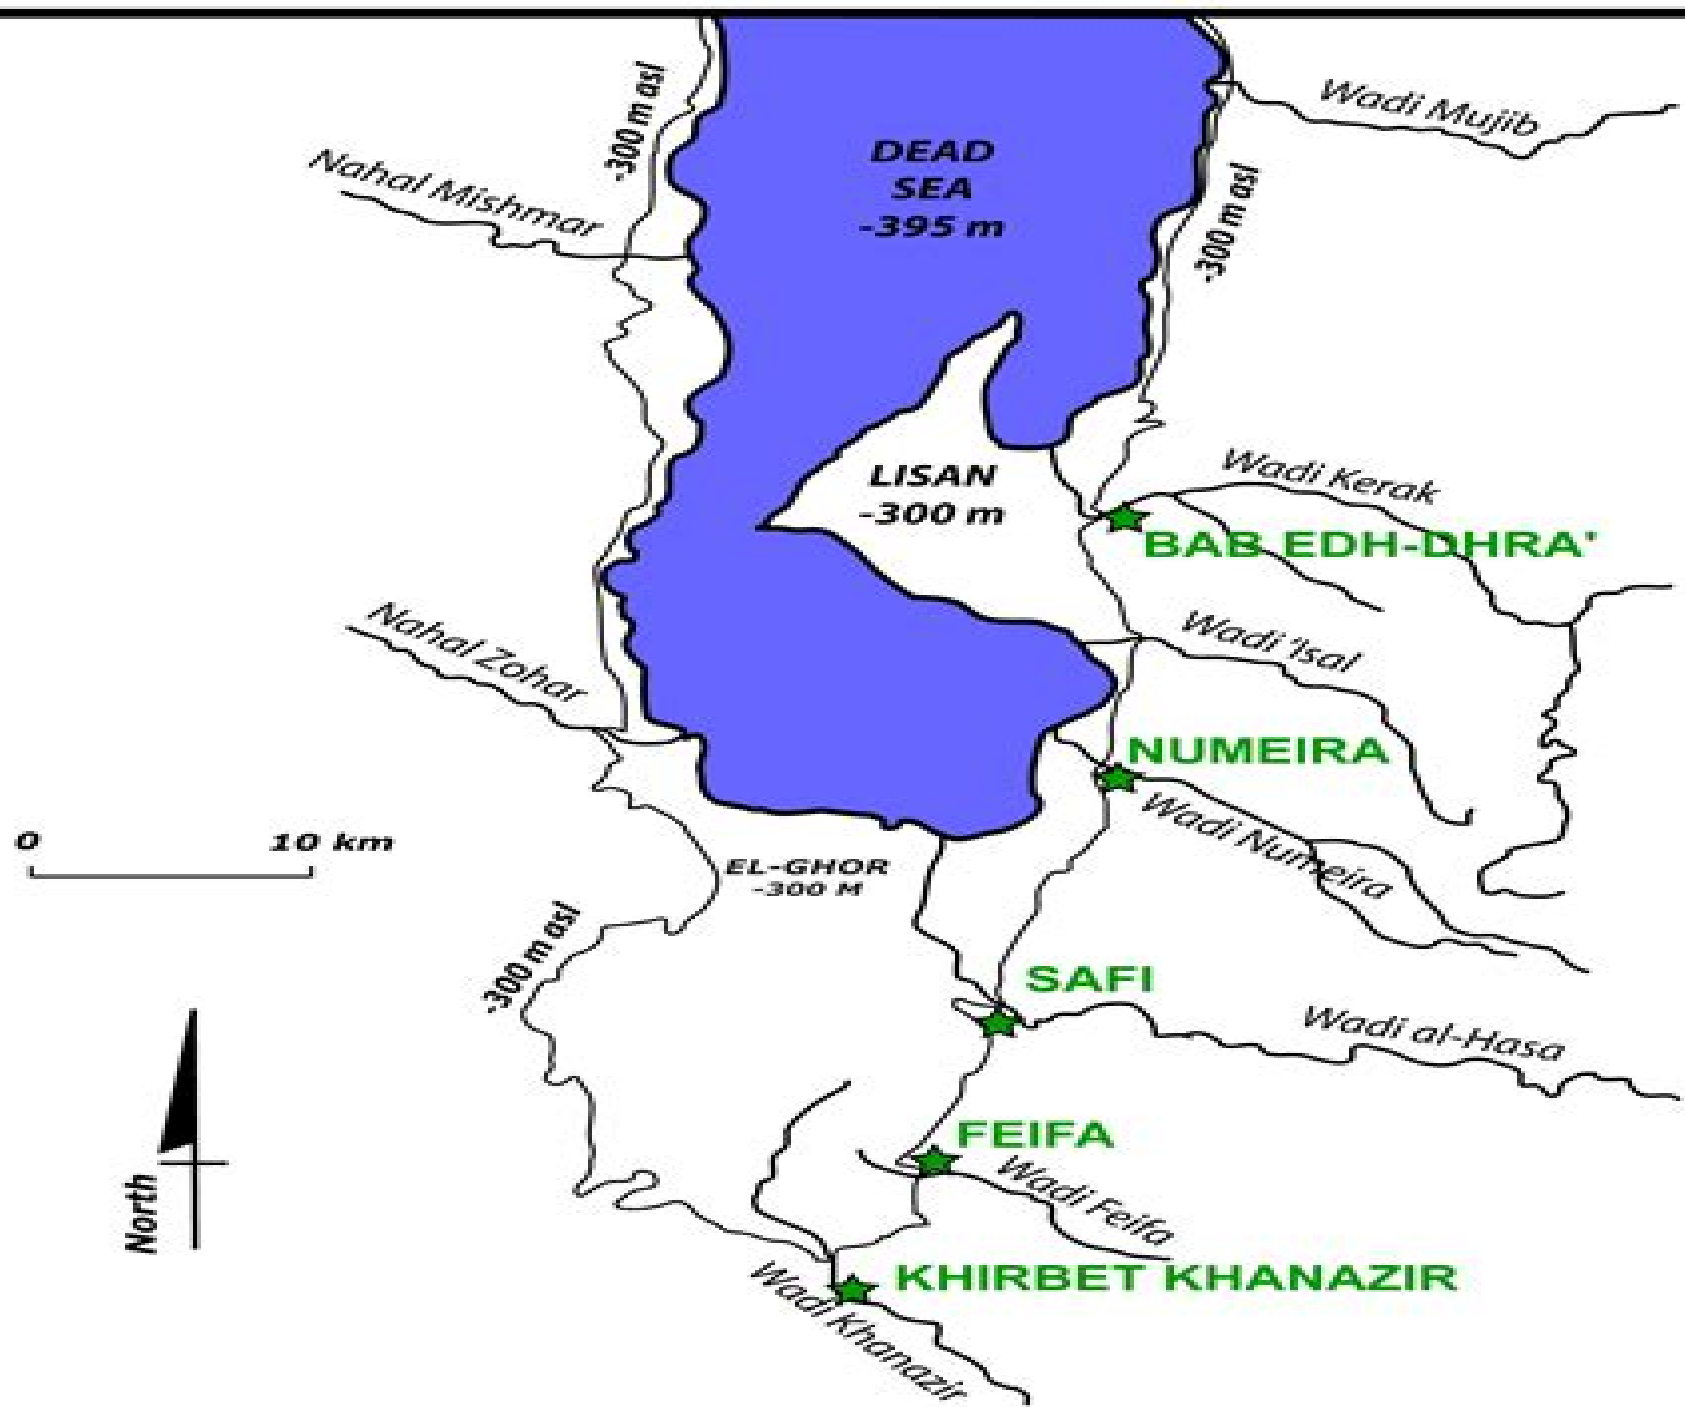 -300 m asl
Wadi Mujib
Nahal Mishmar
DEAD
SEA
-395 m
-300 m asl
LISAN
-300 m
Wadi Kerak
BAB EDH-DHRA'
Nahal Zohar
Wadi 'Isal
NUMEIRA
Wadi Numeira
0 10 km
EL-GHOR
-300 M
-300 m asl
SAFI
Wadi al-Hasa
FEIFA
Wadi Feifa
North
KHIRBET KHANAZIR
Wadi Khanazir